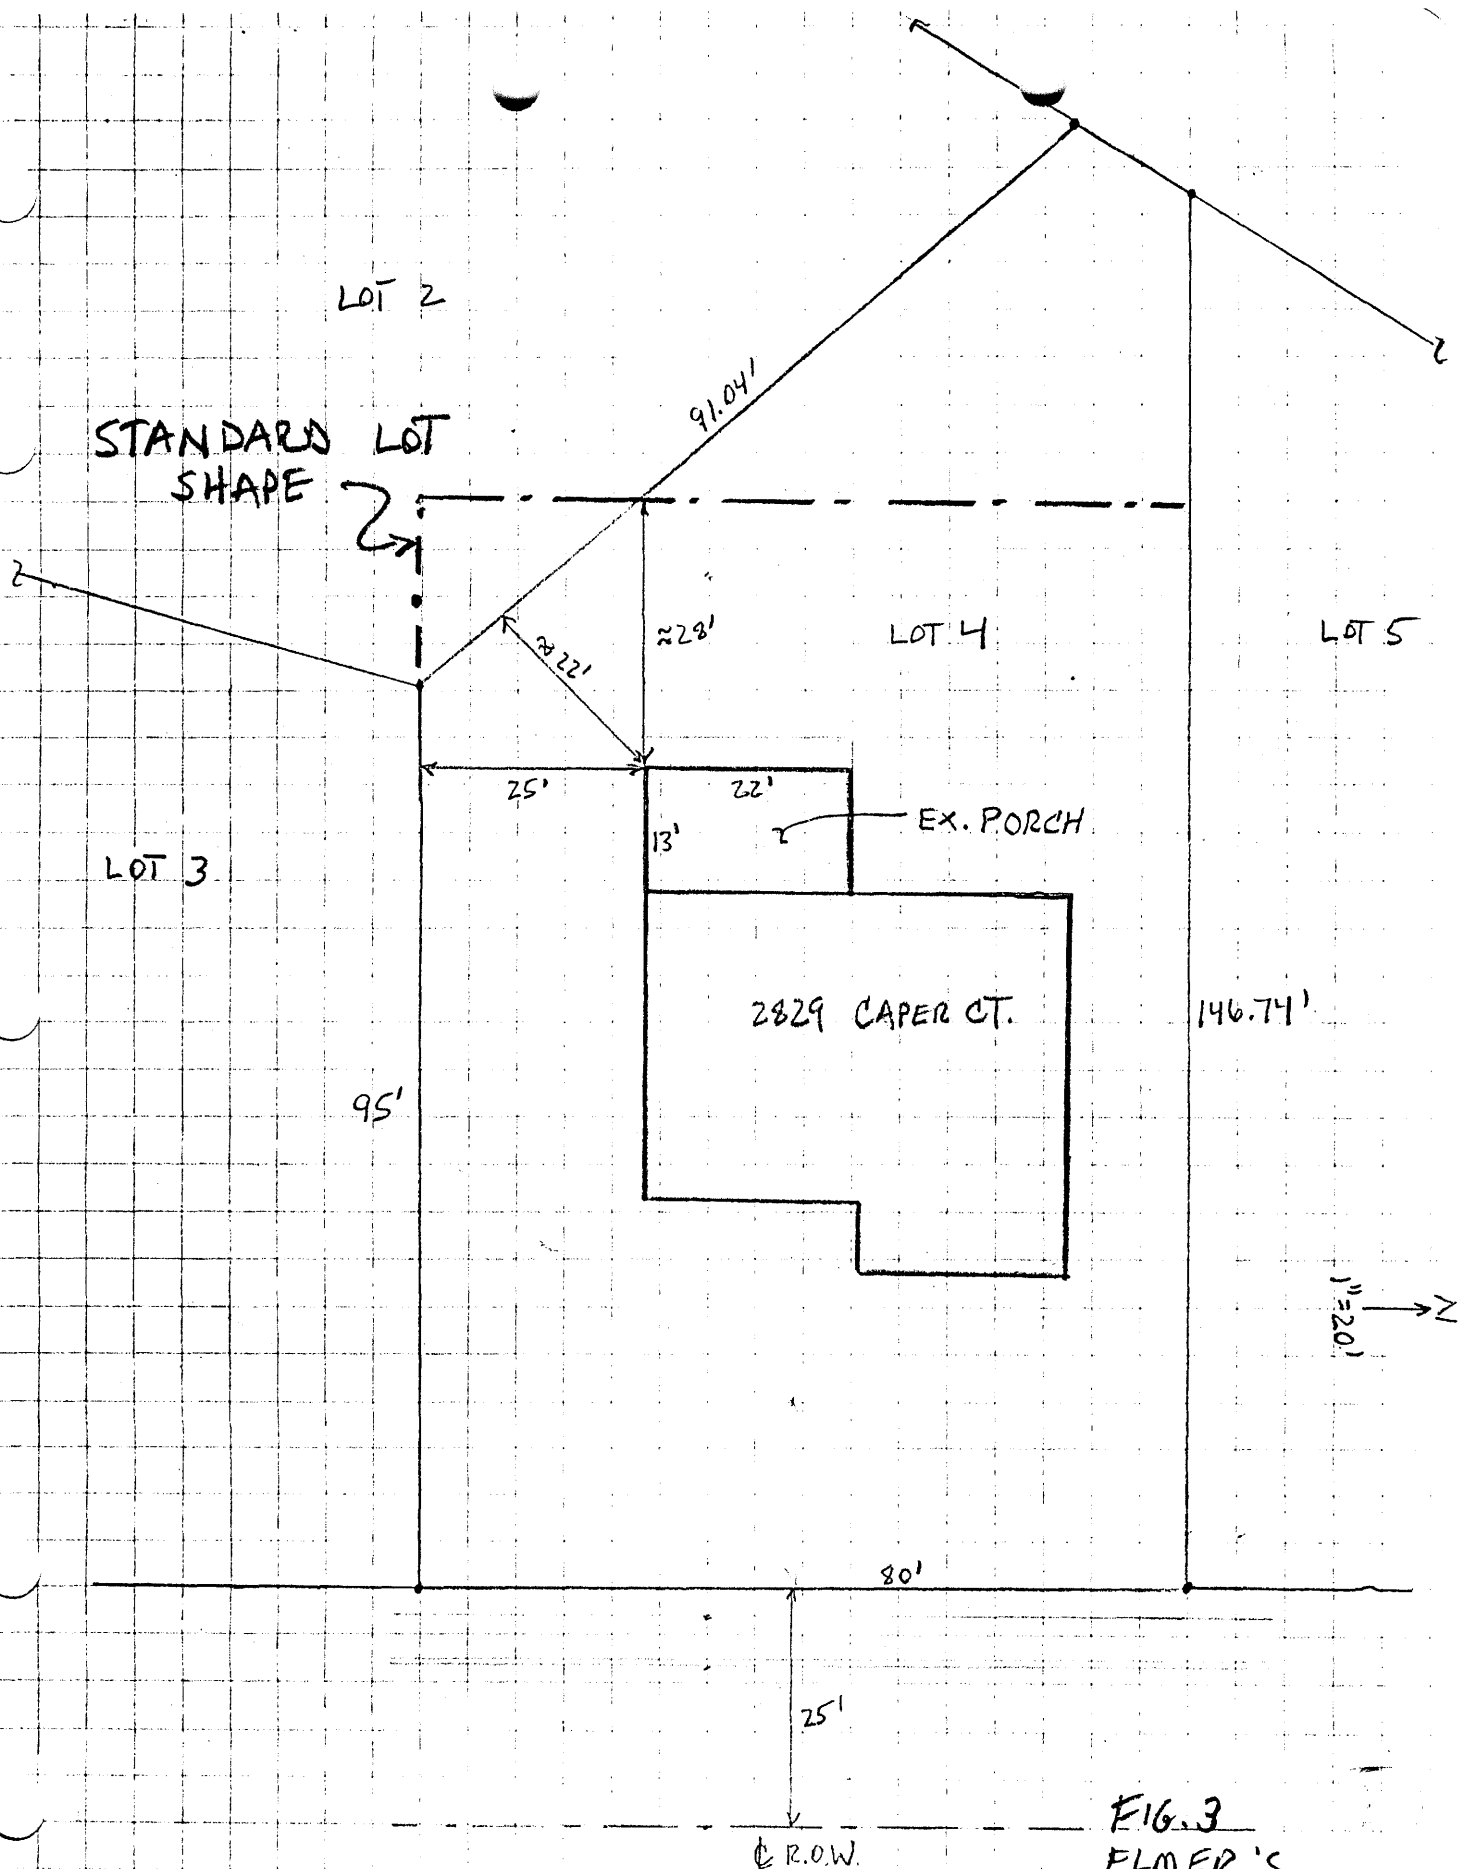 LOT 2
91.04'
STANDARD LOT
SHAPE
≈28'
≈22'
LOT 4
LOT 5
25'
22'
13'
EX. PORCH
LOT 3
2829 CAPER CT.
146.74'
95'
1"=20'
Z
80'
25'
FIG. 3
℄ R.O.W.
ELMER'S